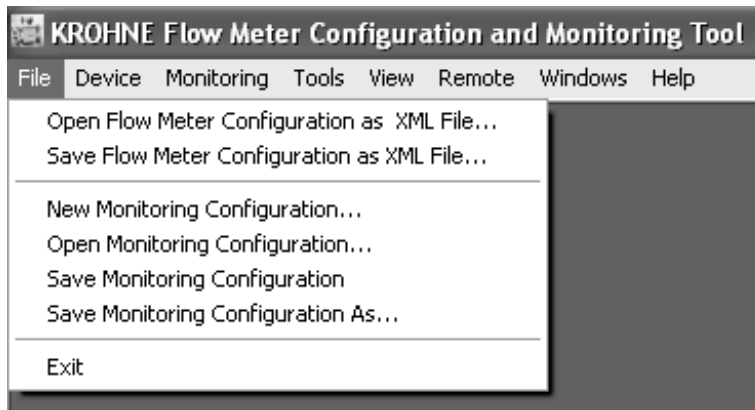 KROHNE Flow Meter Configuration and Monitoring Tool
File Device Monitoring Tools View Remote Windows Help
Open Flow Meter Configuration as XML File...
Save Flow Meter Configuration as XML File...
New Monitoring Configuration...
Open Monitoring Configuration...
Save Monitoring Configuration
Save Monitoring Configuration As...
Exit